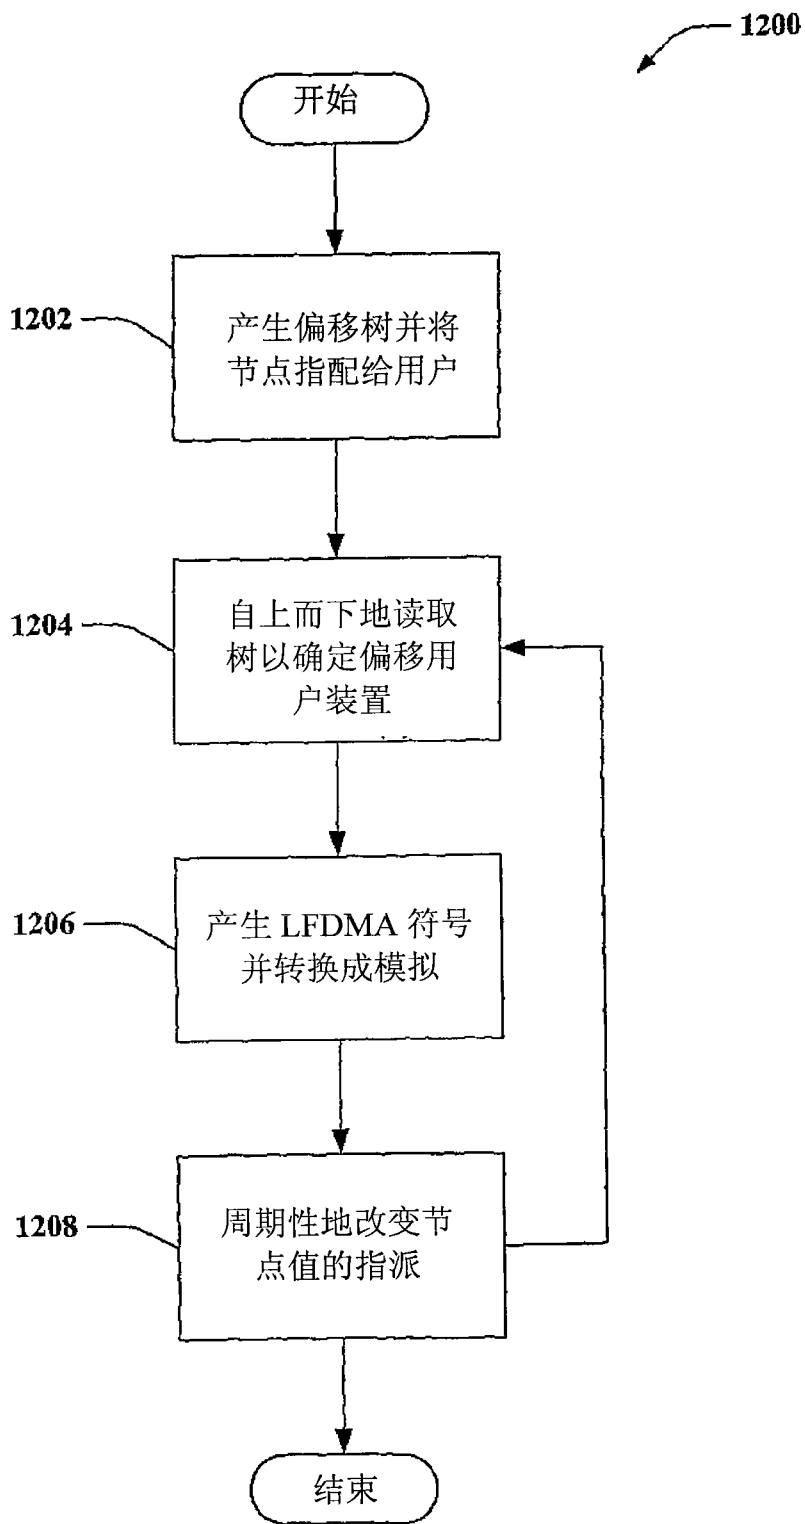 1200
开始
1202
产生偏移树并将
节点指配给用户
1204
自上而下地读取
树以确定偏移用
户装置
1206
产生 LFDMA 符号
并转换成模拟
1208
周期性地改变节
点值的指派
结束